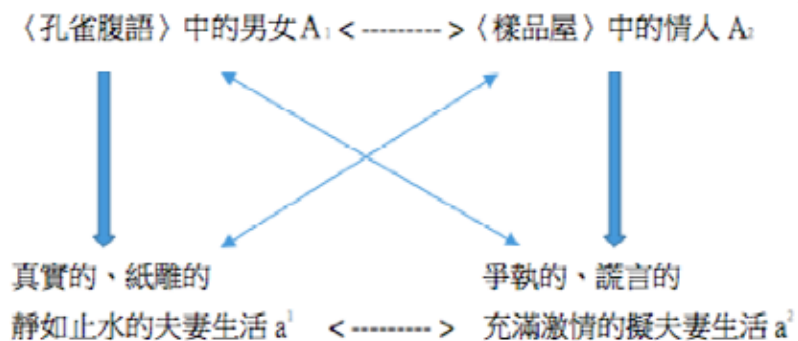 〈孔雀腹語〉中的男女A₁ < --------- >〈樣品屋〉中的情人 A₂
真實的、紙雕的 爭執的、謊言的
靜如止水的夫妻生活 a¹ < --------- > 充滿激情的擬夫妻生活 a²